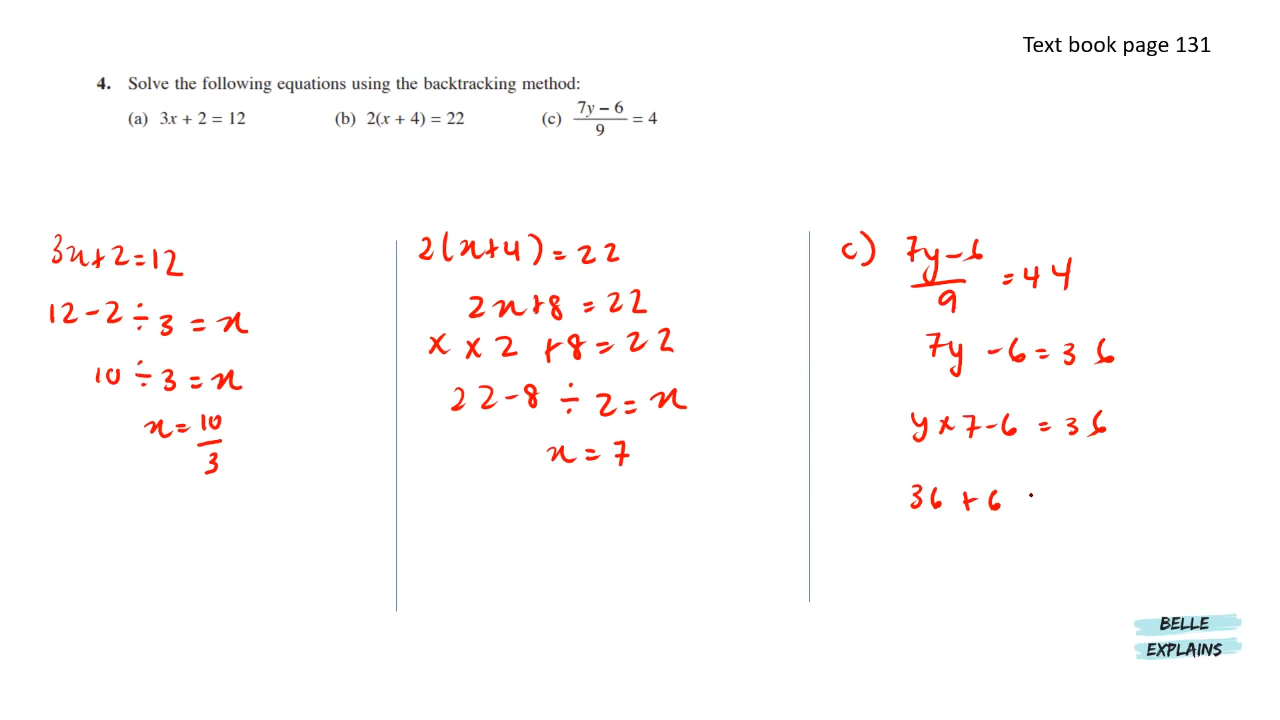 Text book page 131
4. Solve the following equations using the backtracking method:
(a) 3x + 2 = 12 (b) 2(x + 4) = 22 (c) (7y – 6)/9 = 4
3x+2=12
12-2÷3=x
10÷3=x
x=10/3
2(x+4)=22
2x+8=22
x×2+8=22
22-8÷2=x
x=7
c) (7y-6)/9=44
7y-6=36
y×7-6=36
36+6
BELLE
EXPLAINS